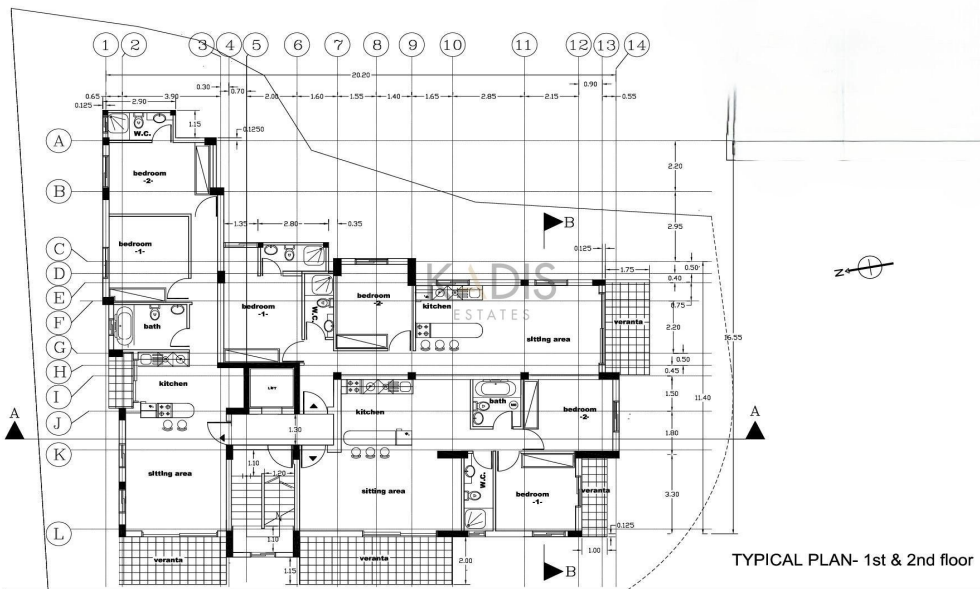 1 2 3 4 5 6 7 8 9 10 11 12 13 14
20.20
0.30 0.90
0.65 3.90 0.70 2.00 1.60 1.55 1.40 1.65 2.85 2.15 0.55
2.90
0.125
1.15
0.1250
W.C.
A
2.20
bedroom
-2-
B
B
1.35 2.80 0.35
2.95
bedroom
-1-
C
0.125
1.75
0.50
N
D
0.40
KADIS
ESTATES
E
bedroom
-1-
W.C.
bedroom
-2-
kitchen
F
0.75
bath
veranta
2.20
16.55
G
sitting area
0.50
H
0.45
kitchen
LIFT
I
1.50
11.40
bath
A
J
kitchen
bedroom
-2-
A
1.30
1.80
K
1.10
sitting area
1.20
sitting area
W.C.
bedroom
-1-
veranta
3.30
N
L
0.125
1.10
veranta
veranta
1.00
2.00
1.15
B
TYPICAL PLAN- 1st & 2nd floor